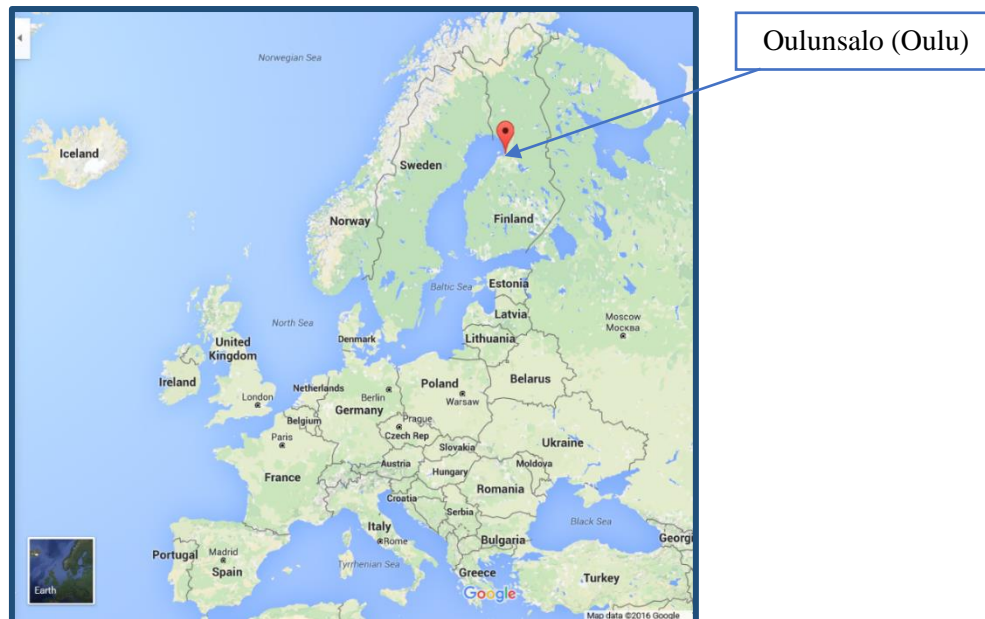 Oulunsalo (Oulu)
Norwegian Sea
Iceland
Sweden
Norway
Finland
Baltic Sea
Estonia
Latvia
Lithuania
Moscow
Москва
North Sea
Denmark
United
Kingdom
Ireland
London
Netherlands
Berlin
Poland
Warsaw
Belarus
Belgium
Germany
Prague
Czech Rep
Paris
Slovakia
Ukraine
France
Austria
Hungary
Moldova
Croatia
Romania
Serbia
Italy
Rome
Black Sea
Bulgaria
Georgi
Portugal
Madrid
Spain
Tyrrhenian Sea
Greece
Turkey
Earth
Google
Map data ©2016 Google